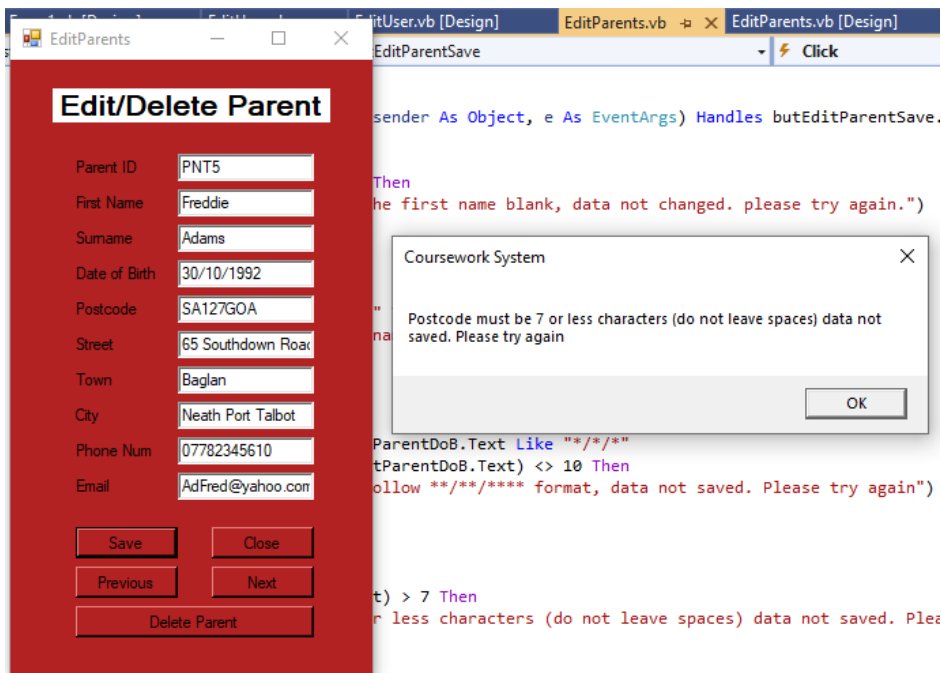 EditUser.vb [Design]
EditParents.vb
EditParents.vb [Design]
EditParents
EditParentSave
Click
Edit/Delete Parent
sender As Object, e As EventArgs) Handles butEditParentSave.
Parent ID PNT5
Then
First Name Freddie
he first name blank, data not changed. please try again.")
Surname Adams
Coursework System
Date of Birth 30/10/1992
Postcode SA127GOA
"
Postcode must be 7 or less characters (do not leave spaces) data not
saved. Please try again
Street 65 Southdown Road
na
Town Baglan
OK
City Neath Port Talbot
Phone Num 07782345610
ParentDoB.Text Like "*/*/*"
tParentDoB.Text) <> 10 Then
Email AdFred@yahoo.com
ollow **/**/**** format, data not saved. Please try again")
Save Close
Previous Next
t) > 7 Then
Delete Parent
r less characters (do not leave spaces) data not saved. Plea